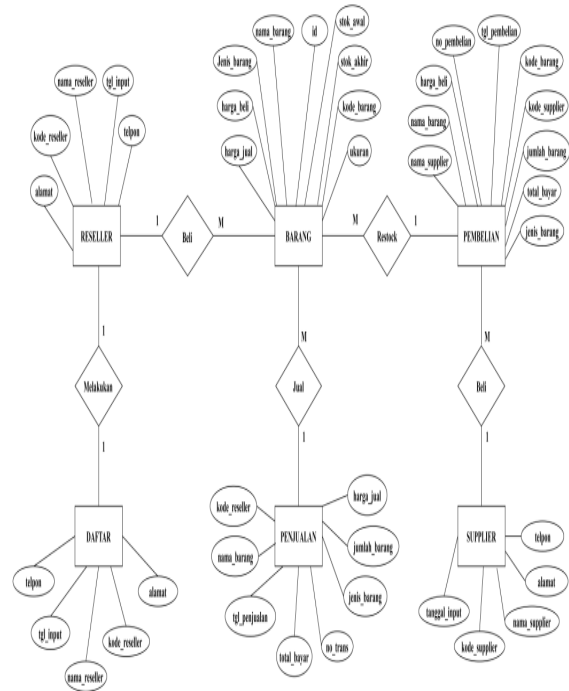 nama_barang
id
stok_awal
tgl_pembelian
no_pembelian
Jenis_barang
stok_akhir
kode_barang
nama_reseller
tgl_input
harga_beli
harga_beli
kode_barang
kode_supplier
kode_reseller
telpon
nama_barang
harga_jual
ukuran
nama_supplier
jumlah_barang
alamat
total_bayar
RESELLER
1
Beli
M
BARANG
M
Restock
1
PEMBELIAN
jenis_barang
1
M
M
Melakukan
Jual
Beli
1
1
1
kode_reseller
harga_jual
DAFTAR
PENJUALAN
SUPPLIER
telpon
nama_barang
jumlah_barang
telpon
alamat
alamat
jenis_barang
tgl_input
kode_reseller
tgl_penjualan
tanggal_input
nama_supplier
nama_reseller
total_bayar
no_trans
kode_supplier